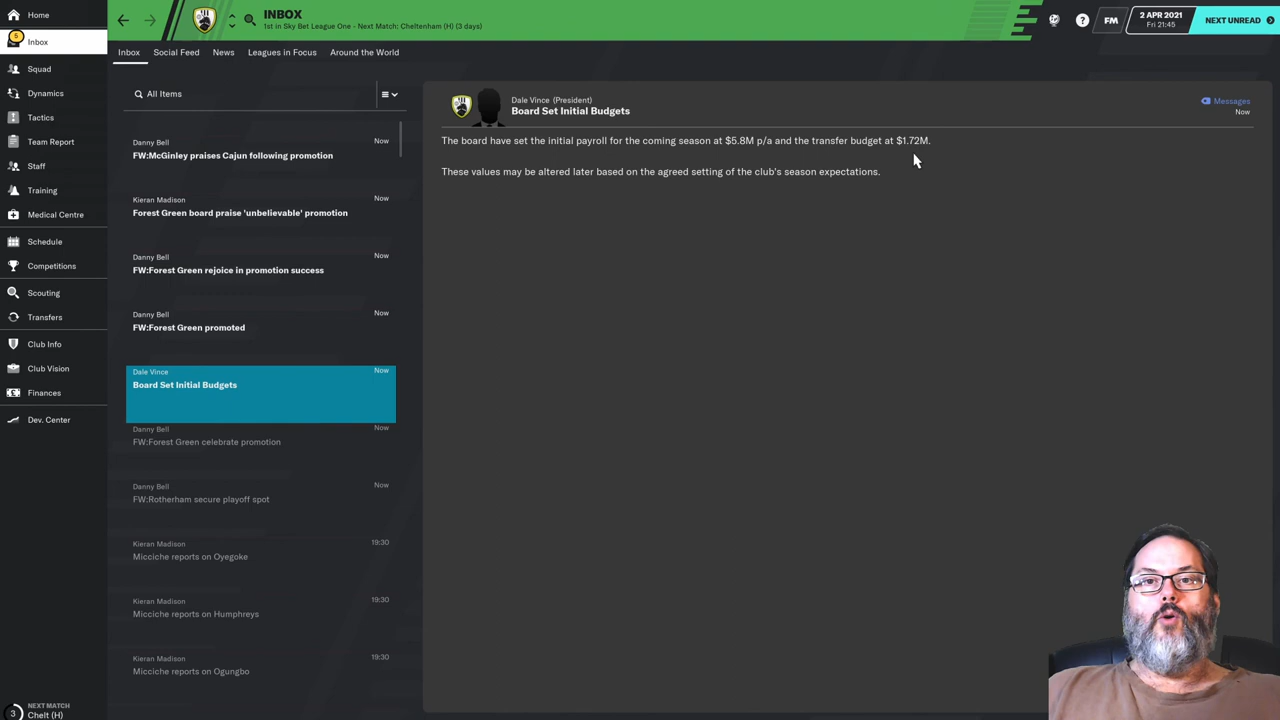 Home
5
Inbox
Squad
Dynamics
Tactics
Team Report
Staff
Training
Medical Centre
Schedule
Competitions
Scouting
Transfers
Club Info
Club Vision
Finances
Dev. Center
3
NEXT MATCH
Chelt (H)
INBOX
1st in Sky Bet League One - Next Match: Cheltenham (H) (3 days)
?
FM
2 APR 2021
Fri 21:45
NEXT UNREAD
Inbox
Social Feed
News
Leagues in Focus
Around the World
All Items
Danny Bell
Now
FW:McGinley praises Cajun following promotion
Kieran Madison
Now
Forest Green board praise 'unbelievable' promotion
Danny Bell
Now
FW:Forest Green rejoice in promotion success
Danny Bell
Now
FW:Forest Green promoted
Dale Vince
Now
Board Set Initial Budgets
Danny Bell
Now
FW:Forest Green celebrate promotion
Danny Bell
Now
FW:Rotherham secure playoff spot
Kieran Madison
19:30
Micciche reports on Oyegoke
Kieran Madison
19:30
Micciche reports on Humphreys
Kieran Madison
19:30
Micciche reports on Ogungbo
Dale Vince (President)
Board Set Initial Budgets
Messages
Now
The board have set the initial payroll for the coming season at $5.8M p/a and the transfer budget at $1.72M.
These values may be altered later based on the agreed setting of the club's season expectations.